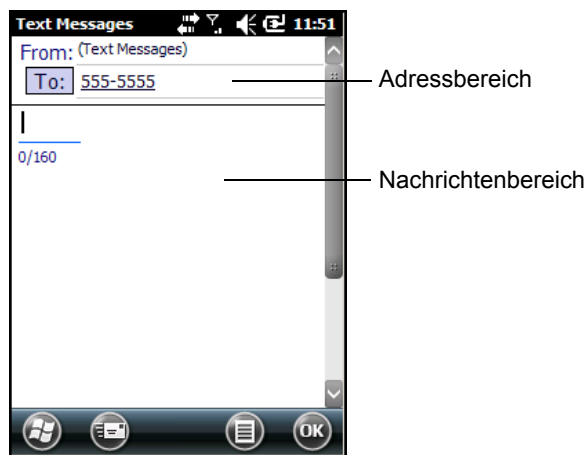 Text Messages 11:51
From: (Text Messages)
To: 555-5555
Adressbereich
0/160
Nachrichtenbereich
OK